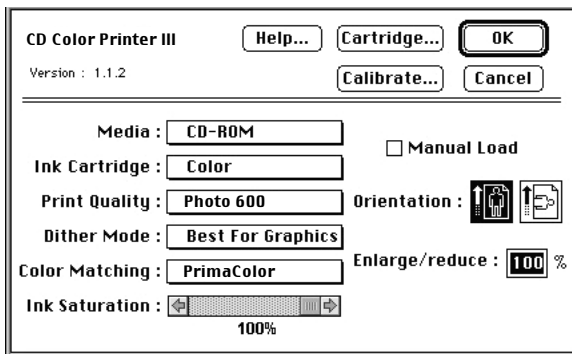 CD Color Printer III
Help...
Cartridge...
OK
Version : 1.1.2
Calibrate...
Cancel
Media : CD-ROM
Manual Load
Ink Cartridge : Color
Print Quality : Photo 600
Orientation :
Dither Mode : Best For Graphics
Enlarge/reduce : 100 %
Color Matching : PrimaColor
Ink Saturation :
100%